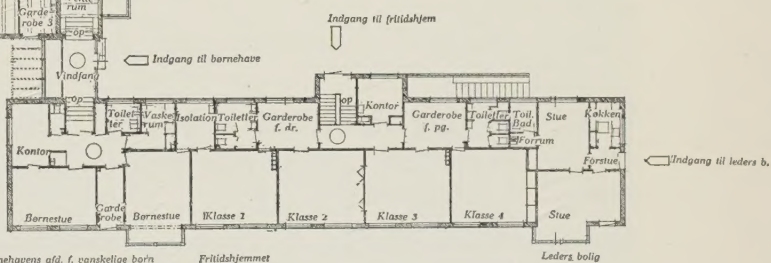 Garde
robe 3
rum
op
Indgang til fritidshjem
Indgang til børnehave
Vindfang
op
op
Kontor
Toilet-
ter
Vaske
rum
Isolation
Toiletter
Garderobe
f. dr.
Garderobe
f. pg.
Toiletter
Toil.
Bad.
Forrum
Stue
Køkken
Kontor
Forstue
Indgang til leders b.
Børnestue
Garde
robe
Børnestue
Klasse 1
Klasse 2
Klasse 3
Klasse 4
Stue
nehavens afd. f. vanskelige børn
Fritidshjemmet
Leders bolig